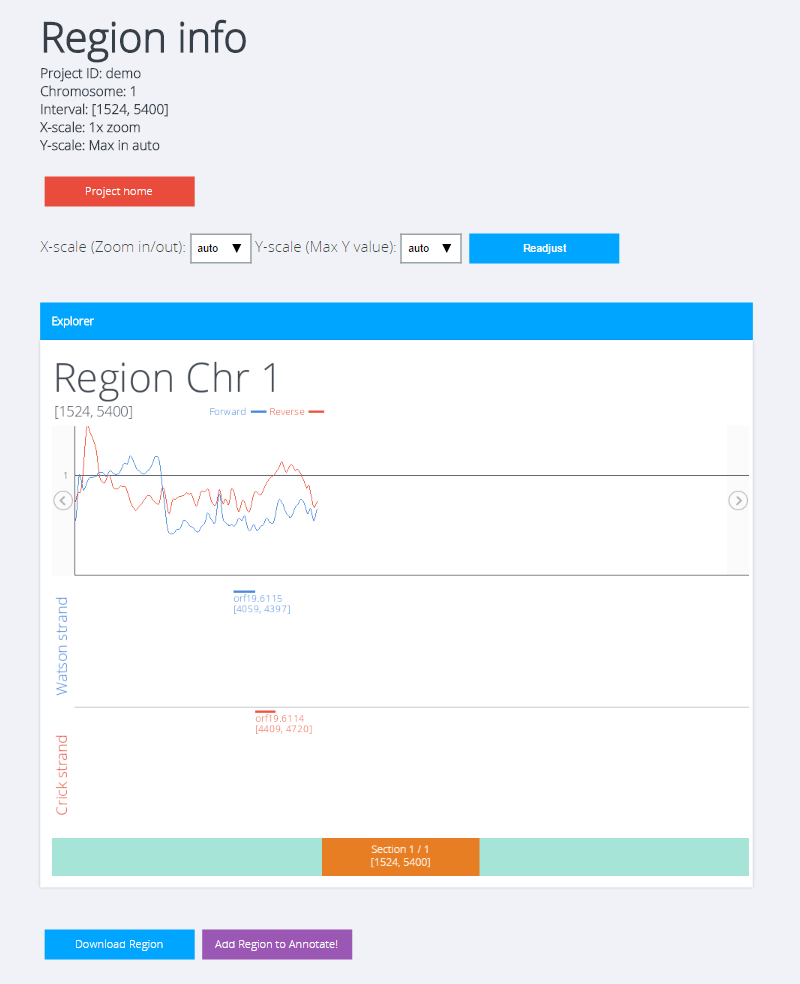 Region info
Project ID: demo
Chromosome: 1
Interval: [1524, 5400]
X-scale: 1x zoom
Y-scale: Max in auto
Project home
X-scale (Zoom in/out): auto Y-scale (Max Y value): auto Readjust
Explorer
Region Chr 1
[1524, 5400]
Forward Reverse
1
Watson strand
orf19.6115
[4059, 4397]
Crick strand
orf19.6114
[4409, 4720]
Section 1 / 1
[1524, 5400]
Download Region Add Region to Annotate!